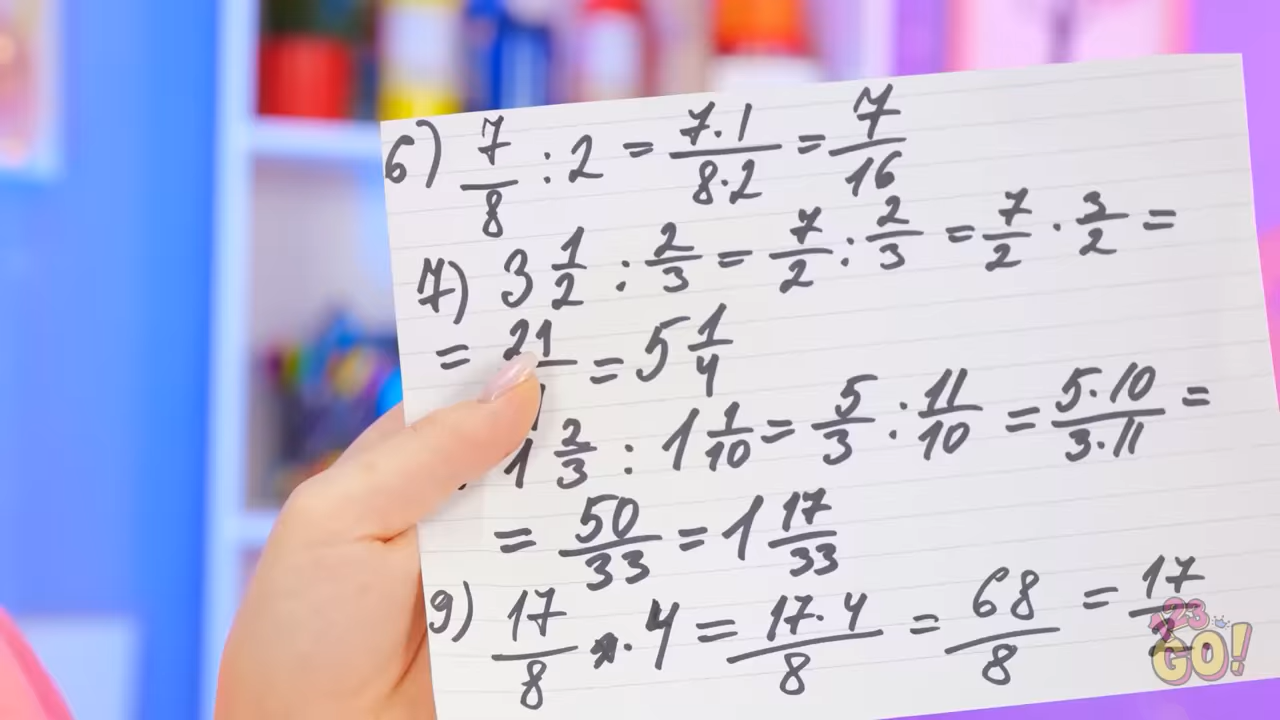 6) 7/8 : 2 = 7·1/8·2 = 7/16
7) 3 1/2 : 2/3 = 7/2 : 2/3 = 7/2 · 3/2 =
= 21/ = 5 1/4
1 2/3 : 1 1/10 = 5/3 : 11/10 = 5·10/3·11 =
= 50/33 = 1 17/33
9) 17/8 · 4 = 17·4/8 = 68/8 = 17/2
123 GO!